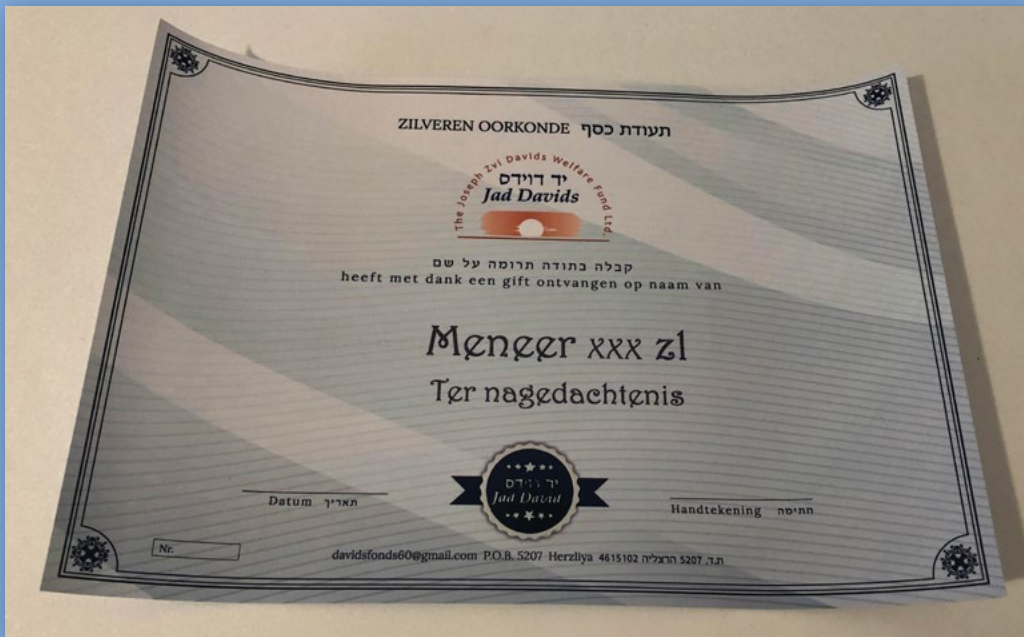 ZILVEREN OORKONDE תעודת כסף
The Joseph Zvi Davids Welfare Fund Ltd.
יד דוידס
Jad Davids
קבלה בתודה תרומה על שם
heeft met dank een gift ontvangen op naam van
Meneer xxx zl
Ter nagedachtenis
יד דוידס
Jad David
Datum תאריך
Handtekening חתימה
Nr.
davidsfonds60@gmail.com P.O.B. 5207 Herzliya 4615102 ת.ד. 5207 הרצליה